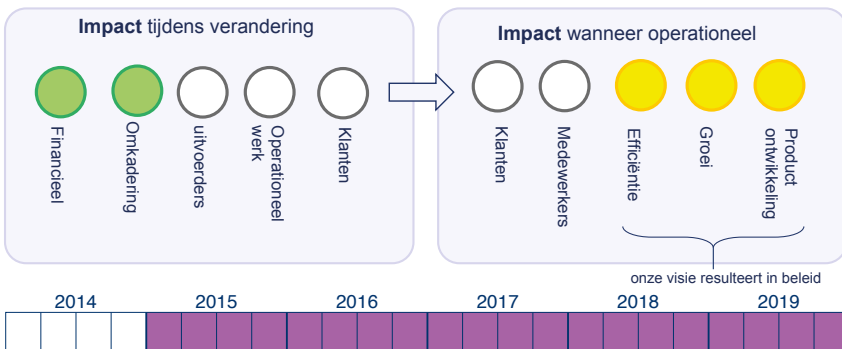 Impact tijdens verandering
Financieel
Omkadering
uitvoerders
Operationeel
werk
Klanten
Impact wanneer operationeel
Klanten
Medewerkers
Efficiëntie
Groei
Product
ontwikkeling
onze visie resulteert in beleid
2014 2015 2016 2017 2018 2019